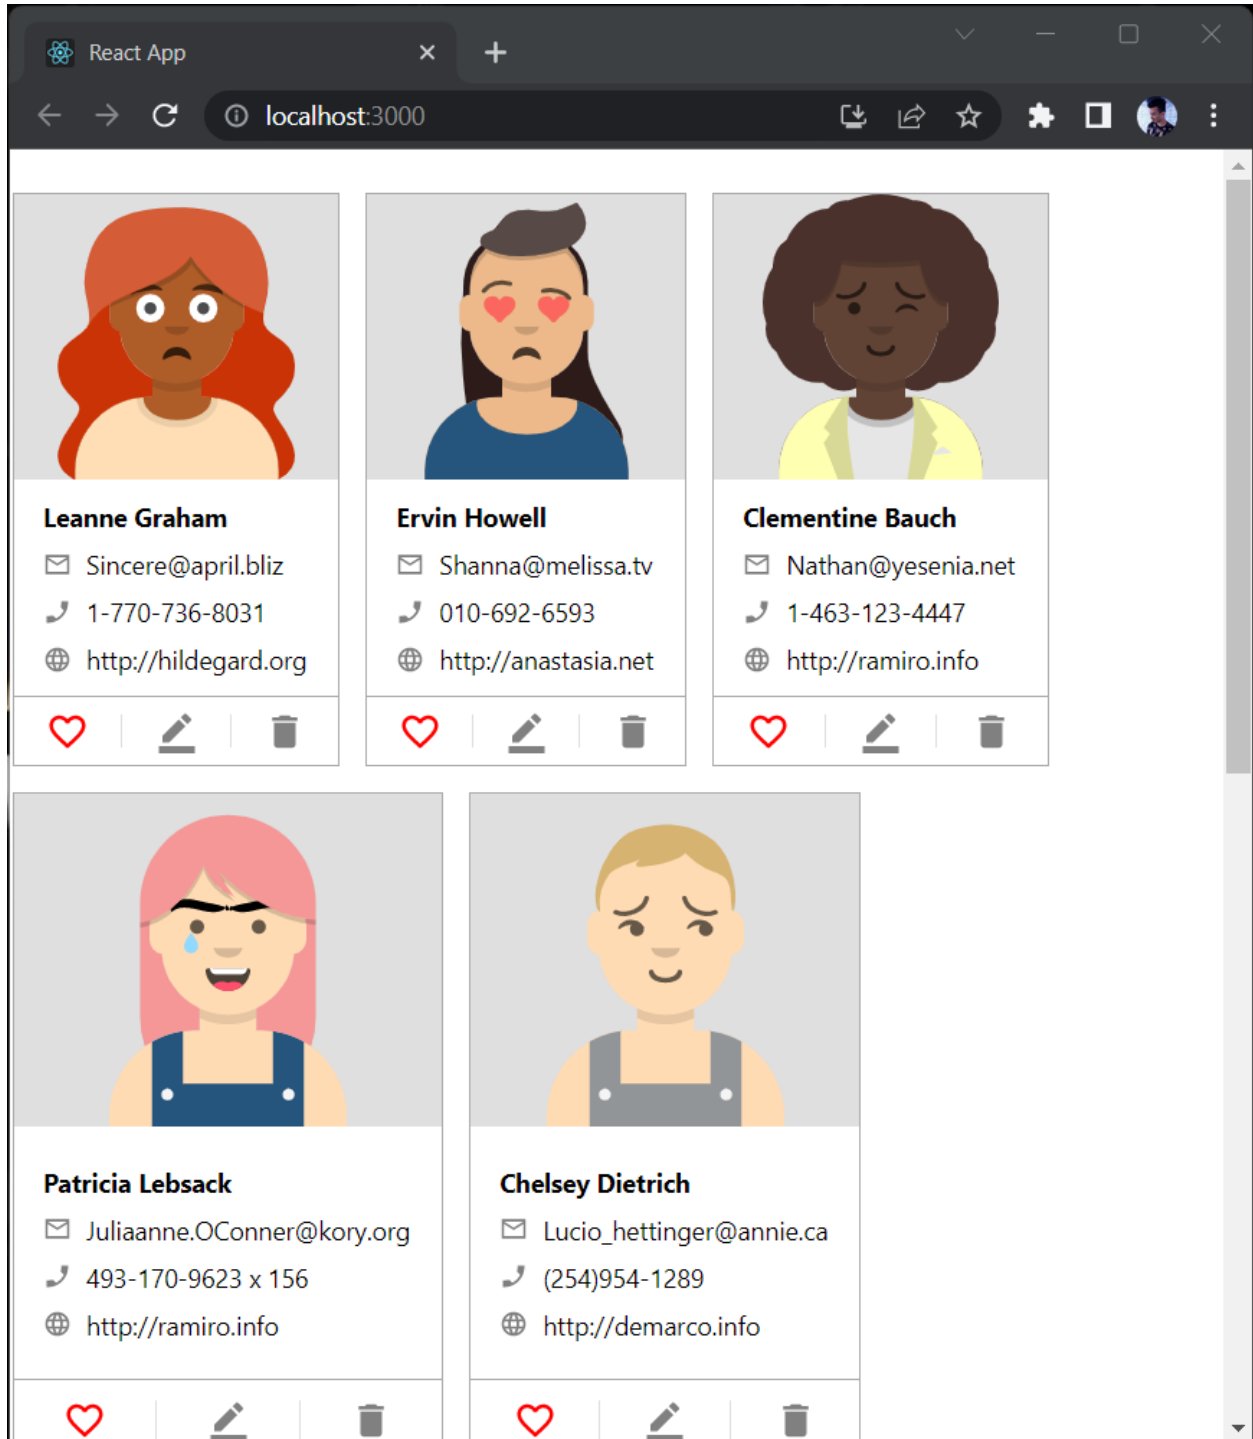 React App
localhost:3000
Leanne Graham
Sincere@april.bliz
1-770-736-8031
http://hildegard.org
Ervin Howell
Shanna@melissa.tv
010-692-6593
http://anastasia.net
Clementine Bauch
Nathan@yesenia.net
1-463-123-4447
http://ramiro.info
Patricia Lebsack
Juliaanne.OConner@kory.org
493-170-9623 x 156
http://ramiro.info
Chelsey Dietrich
Lucio_hettinger@annie.ca
(254)954-1289
http://demarco.info